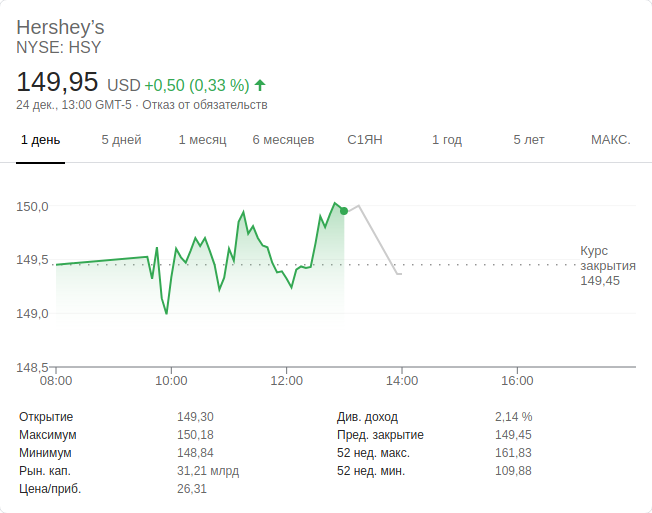 Hershey’s
NYSE: HSY
149,95 USD +0,50 (0,33 %)
24 дек., 13:00 GMT-5 · Отказ от обязательств
1 день 5 дней 1 месяц 6 месяцев С1ЯН 1 год 5 лет МАКС.
150,0
149,5
149,0
148,5
Курс
закрытия
149,45
08:00 10:00 12:00 14:00 16:00
Открытие 149,30 Див. доход 2,14 %
Максимум 150,18 Пред. закрытие 149,45
Минимум 148,84 52 нед. макс. 161,83
Рын. кап. 31,21 млрд 52 нед. мин. 109,88
Цена/приб. 26,31